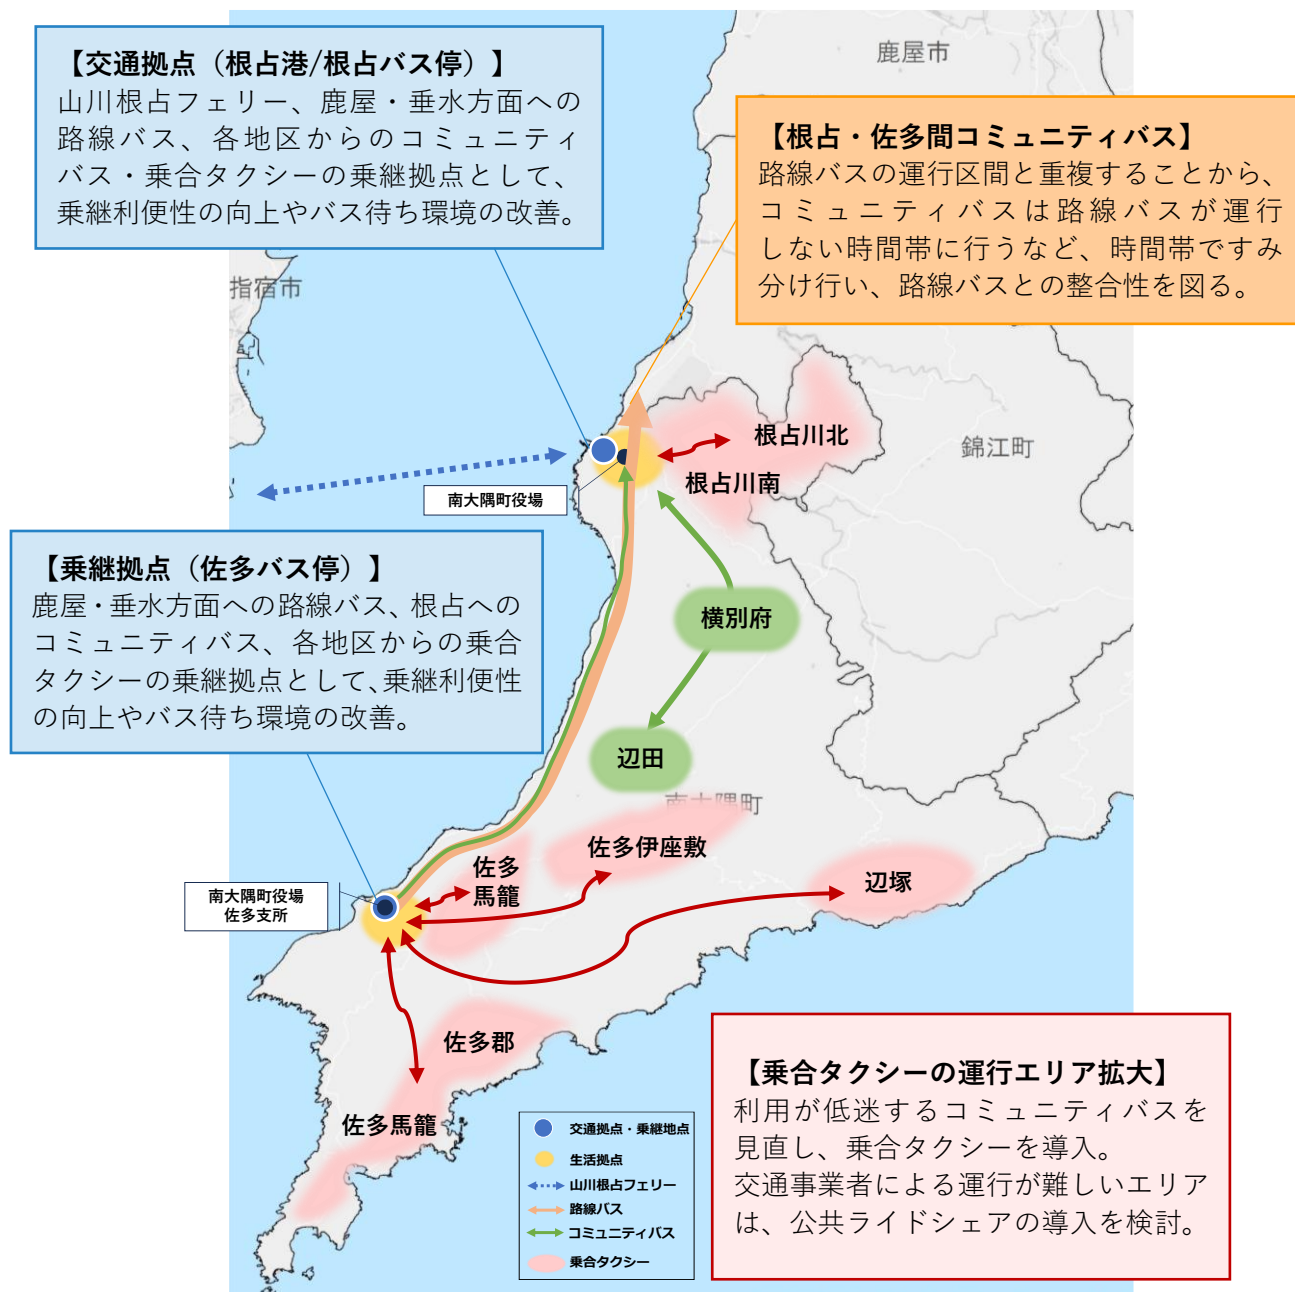 鹿屋市
【交通拠点（根占港/根占バス停）】
山川根占フェリー、鹿屋・垂水方面への
路線バス、各地区からのコミュニティ
バス・乗合タクシーの乗継拠点として、
乗継利便性の向上やバス待ち環境の改善。
【根占・佐多間コミュニティバス】
路線バスの運行区間と重複することから、
コミュニティバスは路線バスが運行
しない時間帯に行うなど、時間帯ですみ
分け行い、路線バスとの整合性を図る。
指宿市
根占川北
錦江町
根占川南
南大隅町役場
【乗継拠点（佐多バス停）】
鹿屋・垂水方面への路線バス、根占への
コミュニティバス、各地区からの乗合
タクシーの乗継拠点として、乗継利便性
の向上やバス待ち環境の改善。
横別府
辺田
南大隅町
佐多伊座敷
佐多
馬籠
辺塚
南大隅町役場
佐多支所
佐多郡
佐多馬籠
【乗合タクシーの運行エリア拡大】
利用が低迷するコミュニティバスを
見直し、乗合タクシーを導入。
交通事業者による運行が難しいエリア
は、公共ライドシェアの導入を検討。
交通拠点・乗継地点
生活拠点
山川根占フェリー
路線バス
コミュニティバス
乗合タクシー